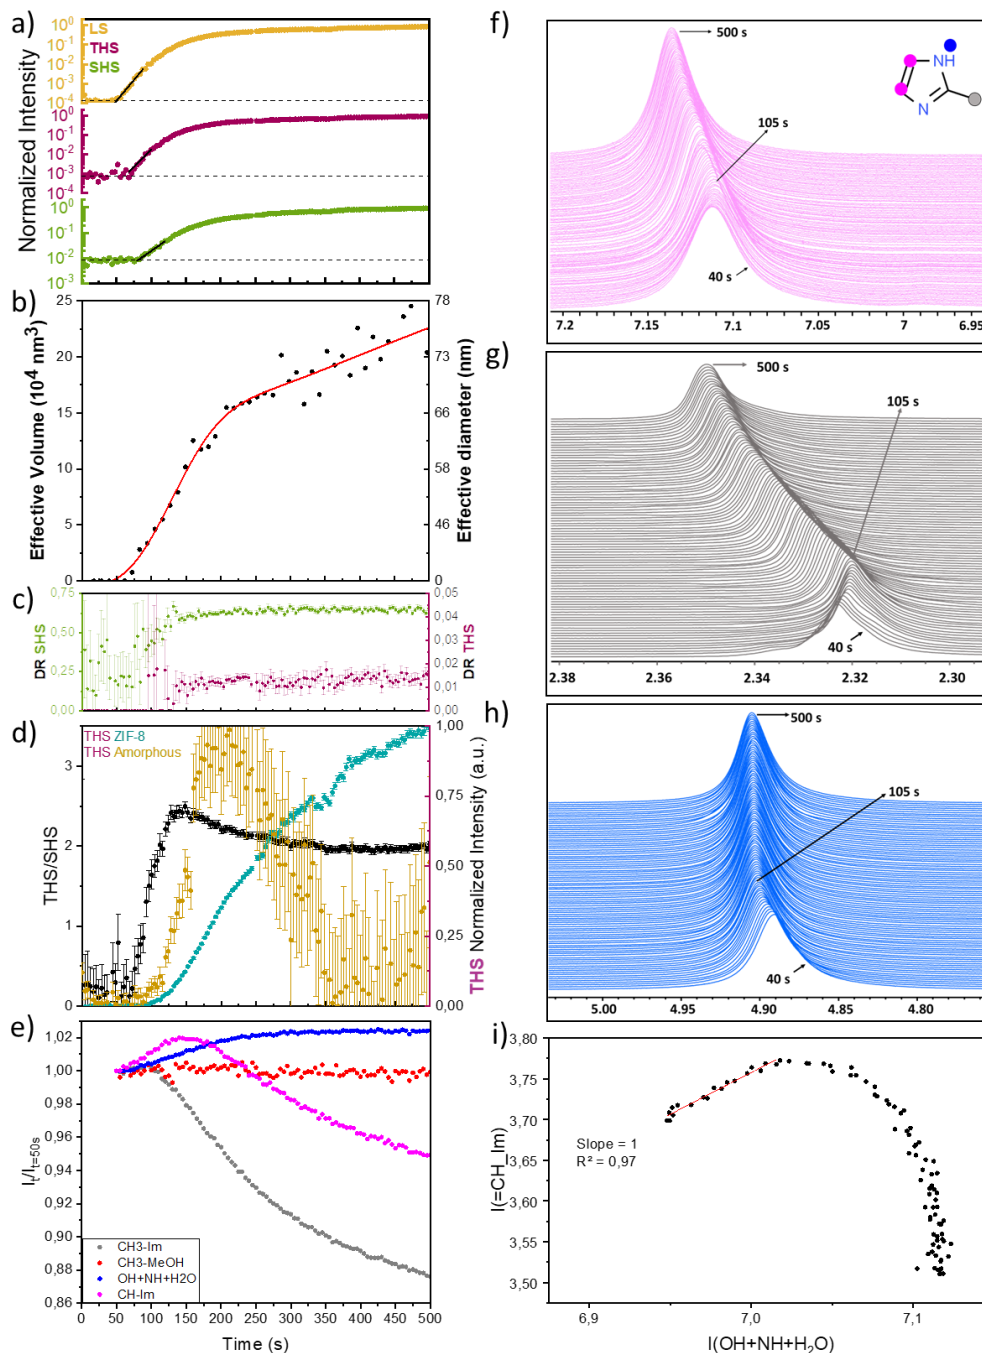 a)
Normalized Intensity
10^0
10^-1
10^-2
10^-3
10^-4
LS
THS
SHS
10^0
10^-1
10^-2
10^-3
10^-4
10^0
10^-1
10^-2
10^-3
b)
Effective Volume (10^4 nm^3)
25
20
15
10
5
0
78
73
66
58
46
0
Effective diameter (nm)
c)
DR SHS
0,75
0,50
0,25
0,00
0,05
0,04
0,03
0,02
0,01
0,00
DR THS
d)
THS ZIF-8
THS Amorphous
THS/SHS
3
2
1
0
1,00
0,75
0,50
0,25
0,00
THS Normalized Intensity (a.u.)
e)
I_t/I_t=50s
1,02
1,00
0,98
0,96
0,94
0,92
0,90
0,88
0,86
CH3-Im
CH3-MeOH
OH+NH+H2O
CH-Im
0 50 100 150 200 250 300 350 400 450 500
Time (s)
f)
500 s
105 s
40 s
NH
N
7.2 7.15 7.1 7.05 7 6.95
g)
500 s
105 s
40 s
2.38 2.36 2.34 2.32 2.30
h)
500 s
105 s
40 s
5.00 4.95 4.90 4.85 4.80
i)
I(=CH_Im)
3,80
3,75
3,70
3,65
3,60
3,55
3,50
Slope = 1
R² = 0,97
6,9 7,0 7,1
I(OH+NH+H₂O)